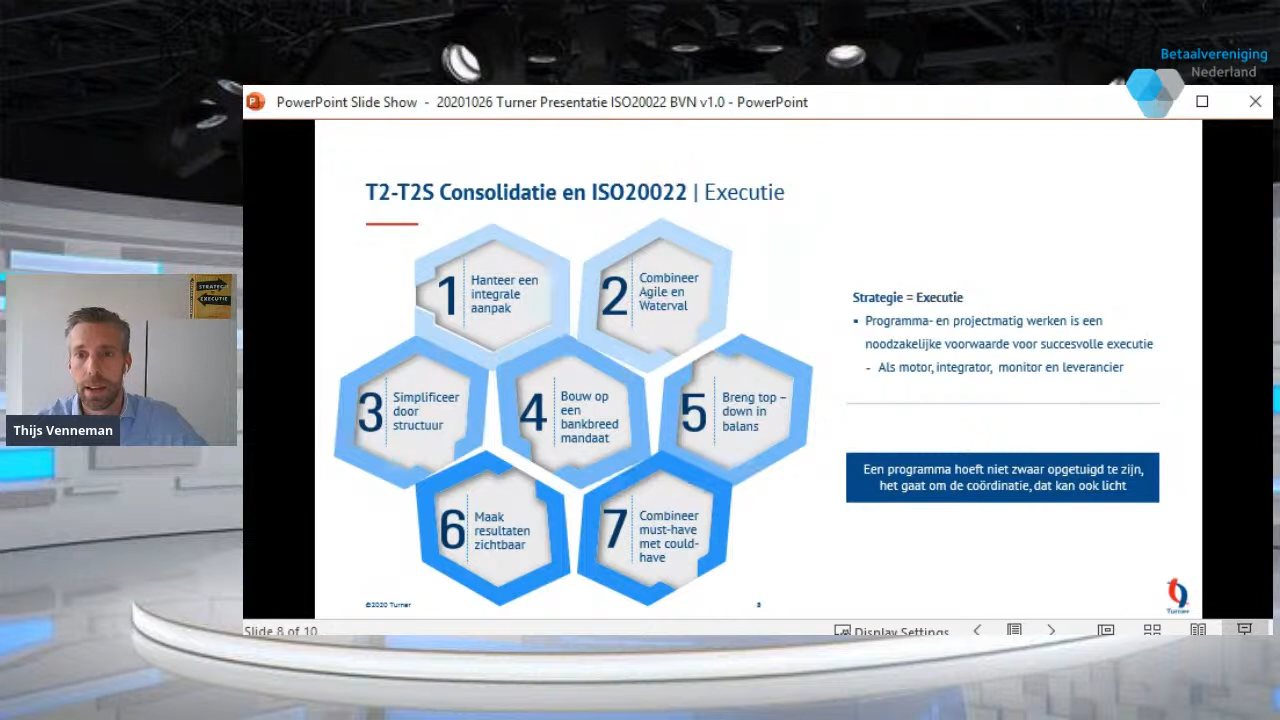 Betaalvereniging
Nederland
PowerPoint Slide Show - 20201026 Turner Presentatie ISO20022 BVN v1.0 - PowerPoint
T2-T2S Consolidatie en ISO20022 | Executie
1
Hanteer een
integrale
aanpak
2
Combineer
Agile en
Waterval
3
Simplificeer
door
structuur
4
Bouw op
een
bankbreed
mandaat
5
Breng top –
down in
balans
6
Maak
resultaten
zichtbaar
7
Combineer
must-have
met could-
have
Strategie = Executie
▪ Programma- en projectmatig werken is een
noodzakelijke voorwaarde voor succesvolle executie
- Als motor, integrator, monitor en leverancier
Een programma hoeft niet zwaar opgetuigd te zijn,
het gaat om de coördinatie, dat kan ook licht
©2020 Turner
8
Turner
Slide 8 of 10
Display Settings
STRATEGIE
EXECUTIE
Thijs Venneman